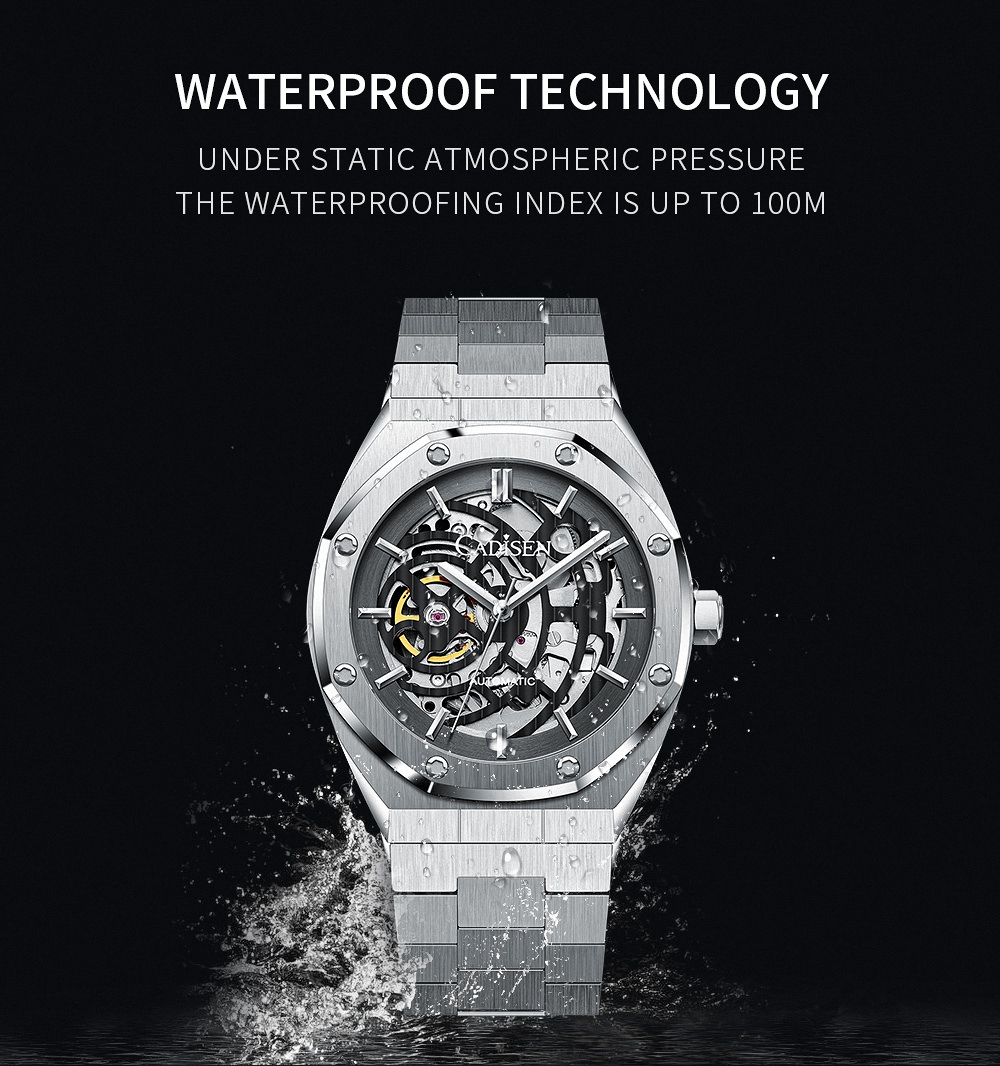 WATERPROOF TECHNOLOGY
UNDER STATIC ATMOSPHERIC PRESSURE
THE WATERPROOFING INDEX IS UP TO 100M
CADISEN
AUTOMATIC